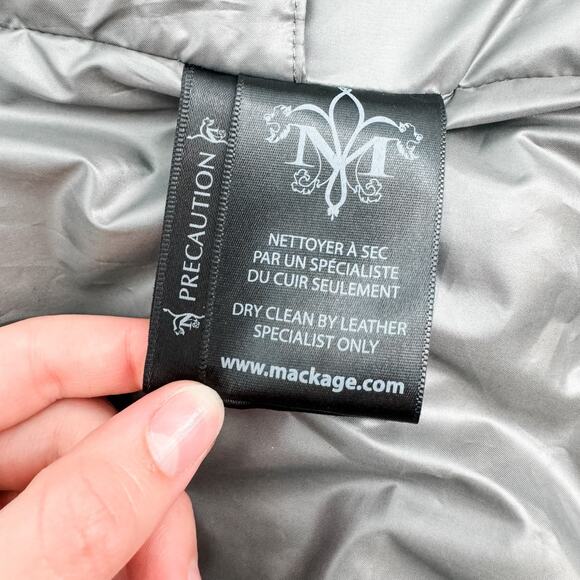 PRECAUTION
M
NETTOYER À SEC
PAR UN SPÉCIALISTE
DU CUIR SEULEMENT
DRY CLEAN BY LEATHER
SPECIALIST ONLY
www.mackage.com